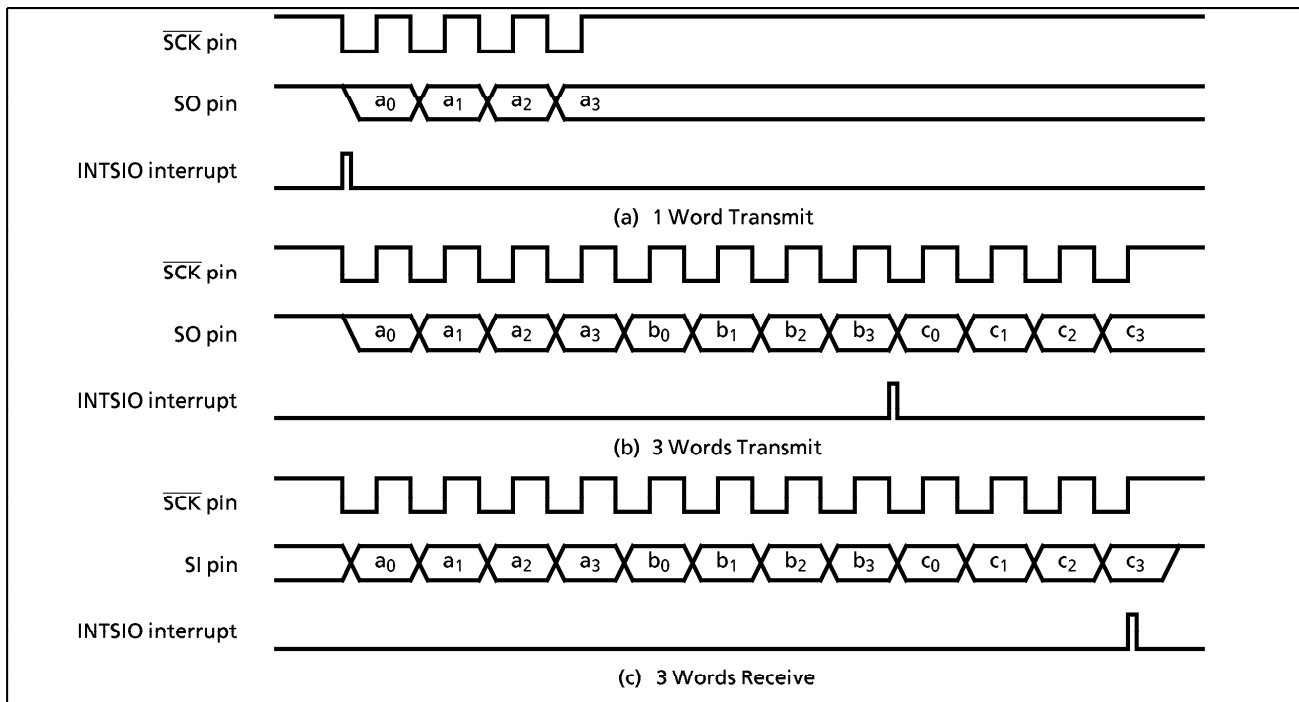 SCK pin
SO pin
a0 a1 a2 a3
INTSIO interrupt
(a) 1 Word Transmit
SCK pin
SO pin
a0 a1 a2 a3 b0 b1 b2 b3 c0 c1 c2 c3
INTSIO interrupt
(b) 3 Words Transmit
SCK pin
SI pin
a0 a1 a2 a3 b0 b1 b2 b3 c0 c1 c2 c3
INTSIO interrupt
(c) 3 Words Receive